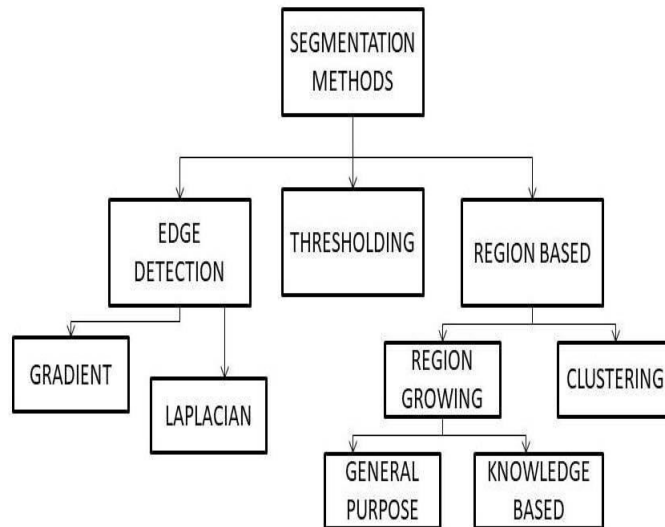 SEGMENTATION
METHODS
EDGE
DETECTION
THRESHOLDING
REGION BASED
GRADIENT
LAPLACIAN
REGION
GROWING
CLUSTERING
GENERAL
PURPOSE
KNOWLEDGE
BASED